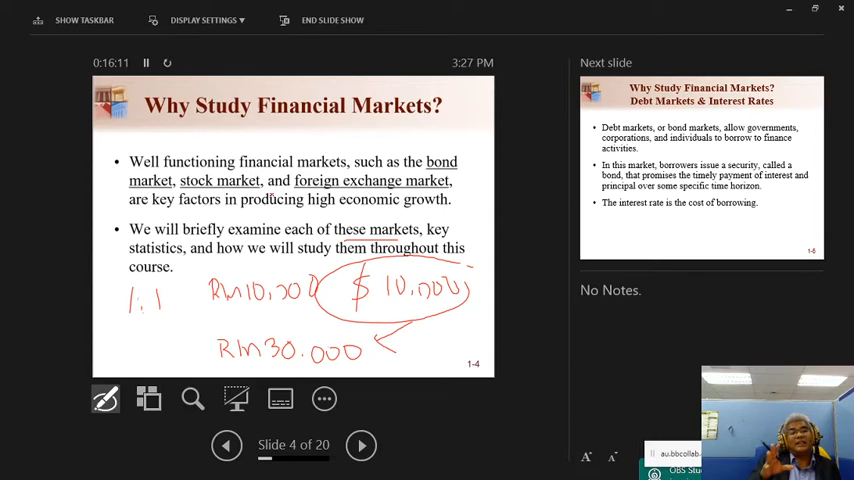 SHOW TASKBAR
DISPLAY SETTINGS ▼
END SLIDE SHOW
0:16:11
3:27 PM
Why Study Financial Markets?
• Well functioning financial markets, such as the bond
market, stock market, and foreign exchange market,
are key factors in producing high economic growth.
• We will briefly examine each of these markets, key
statistics, and how we will study them throughout this
course.
1:1
RM10,000
$10,000
RM30.000
1-4
Slide 4 of 20
Next slide
Why Study Financial Markets?
Debt Markets & Interest Rates
• Debt markets, or bond markets, allow governments,
corporations, and individuals to borrow to finance
activities.
• In this market, borrowers issue a security, called a
bond, that promises the timely payment of interest and
principal over some specific time horizon.
• The interest rate is the cost of borrowing.
1-5
No Notes.
A A
au.bbcollab.
OBS Stud